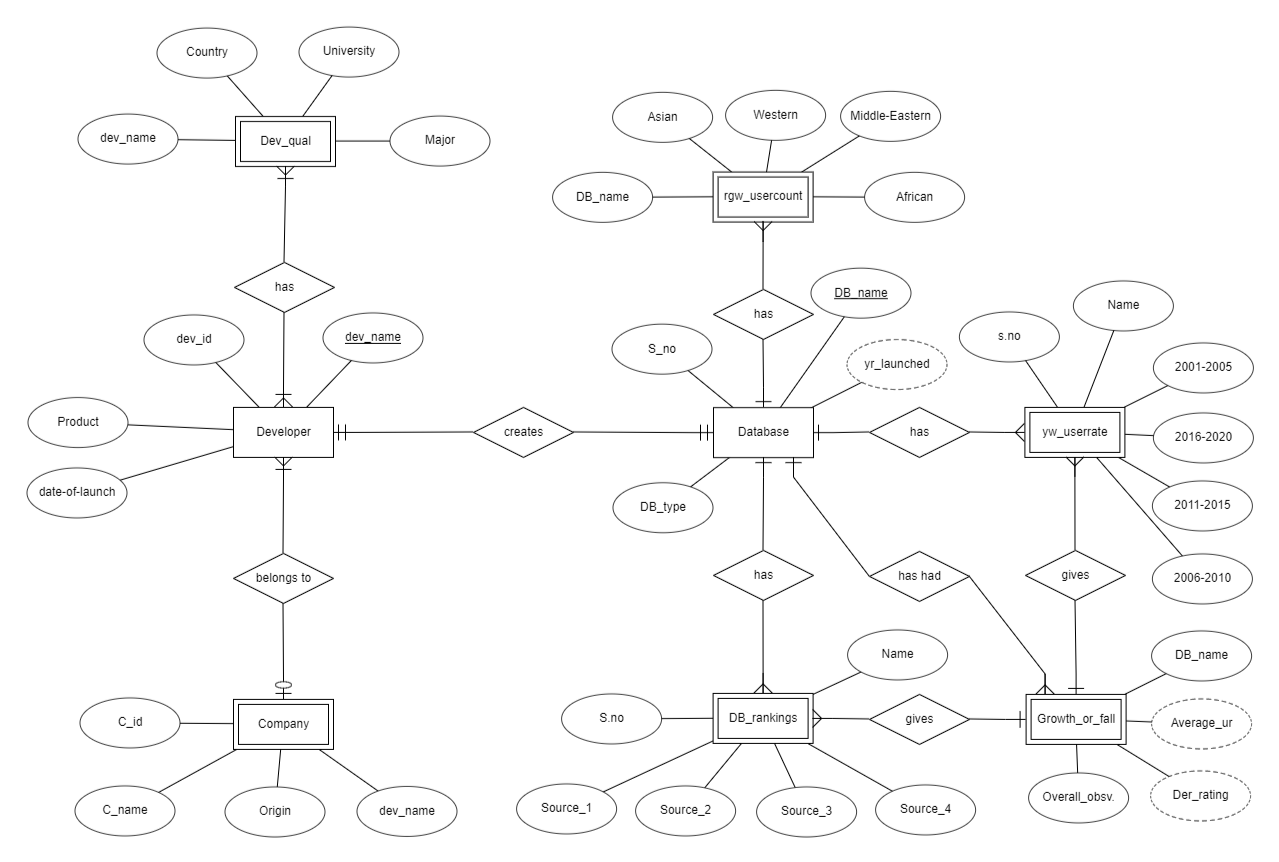 Country
University
dev_name
Dev_qual
Major
Asian
Western
Middle-Eastern
DB_name
rgw_usercount
African
has
has
DB_name
dev_id
dev_name
S_no
yr_launched
s.no
Name
2001-2005
Product
Developer
creates
Database
has
yw_userrate
2016-2020
date-of-launch
DB_type
2011-2015
belongs to
has
has had
gives
2006-2010
Name
DB_name
C_id
Company
S.no
DB_rankings
gives
Growth_or_fall
Average_ur
C_name
Origin
dev_name
Source_1
Source_2
Source_3
Source_4
Overall_obsv.
Der_rating